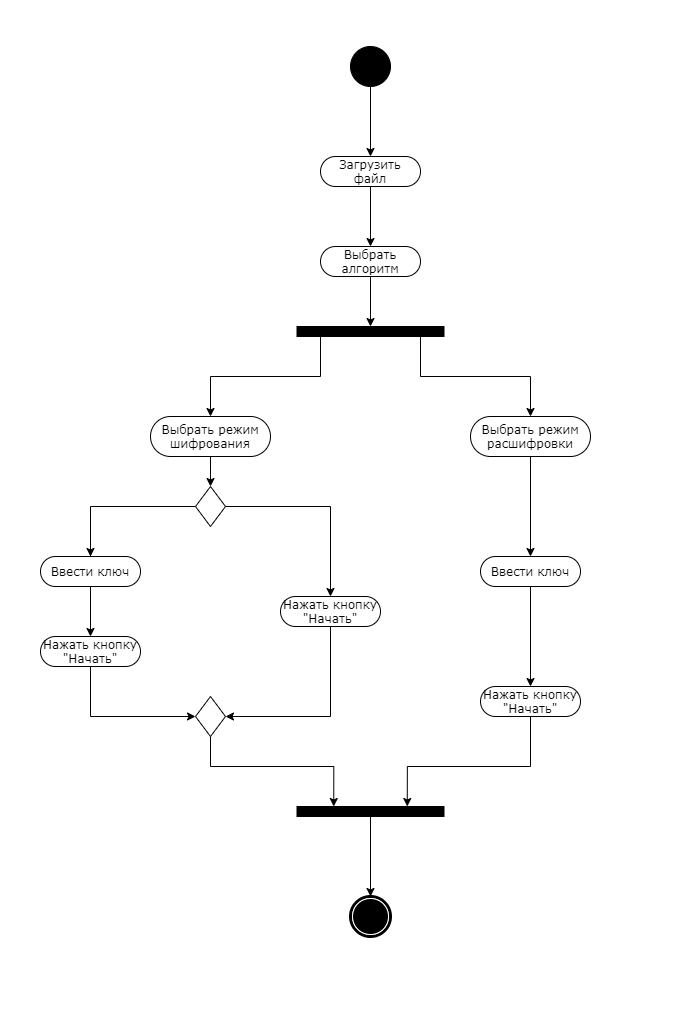 Загрузить
файл
Выбрать
алгоритм
Выбрать режим
шифрования
Выбрать режим
расшифровки
Ввести ключ
Ввести ключ
Нажать кнопку
"Начать"
Нажать кнопку
"Начать"
Нажать кнопку
"Начать"